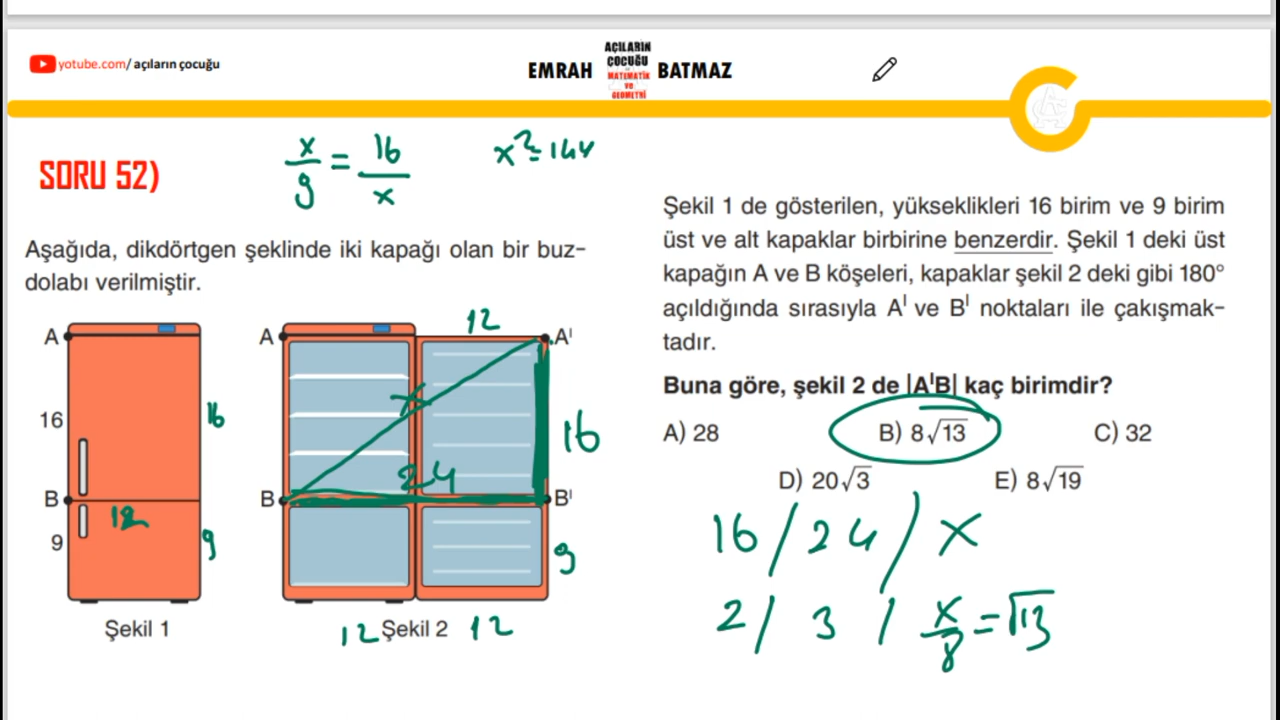 yotube.com/ açıların çocuğu
EMRAH
AÇILARIN
ÇOCUĞU
MATEMATİK
ve
GEOMETRİ
BATMAZ
SORU 52)
x/9 = 16/x
x² = 144
Aşağıda, dikdörtgen şeklinde iki kapağı olan bir buz-
dolabı verilmiştir.
A
16
16
B
12
9
9
Şekil 1
A
12
A'
x
16
24
B
B'
9
12 Şekil 2 12
Şekil 1 de gösterilen, yükseklikleri 16 birim ve 9 birim
üst ve alt kapaklar birbirine benzerdir. Şekil 1 deki üst
kapağın A ve B köşeleri, kapaklar şekil 2 deki gibi 180°
açıldığında sırasıyla Aᴵ ve Bᴵ noktaları ile çakışmak-
tadır.
Buna göre, şekil 2 de |AᴵB| kaç birimdir?
A) 28 B) 8√13 C) 32
D) 20√3 E) 8√19
16 / 24 / x
2 / 3 / x/8 = √13